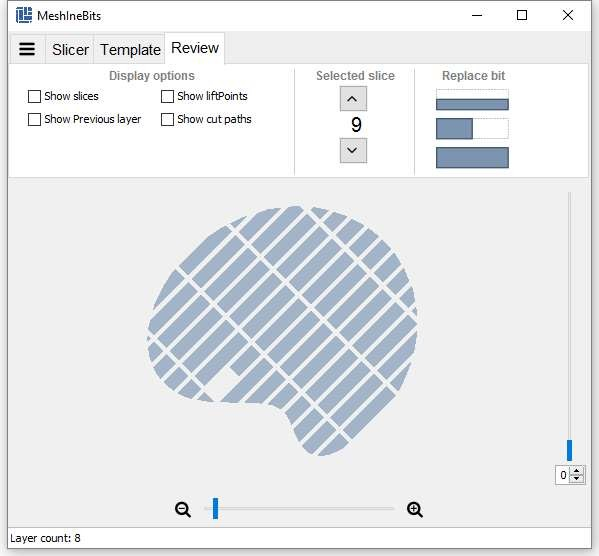 MeshIneBits
Slicer Template Review
Display options Selected slice Replace bit
Show slices Show liftPoints
9
Show Previous layer Show cut paths
0
Layer count: 8